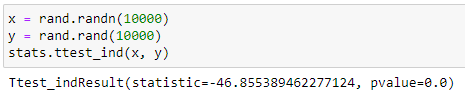 x = rand.randn(10000)
y = rand.rand(10000)
stats.ttest_ind(x, y)
Ttest_indResult(statistic=-46.855389462277124, pvalue=0.0)